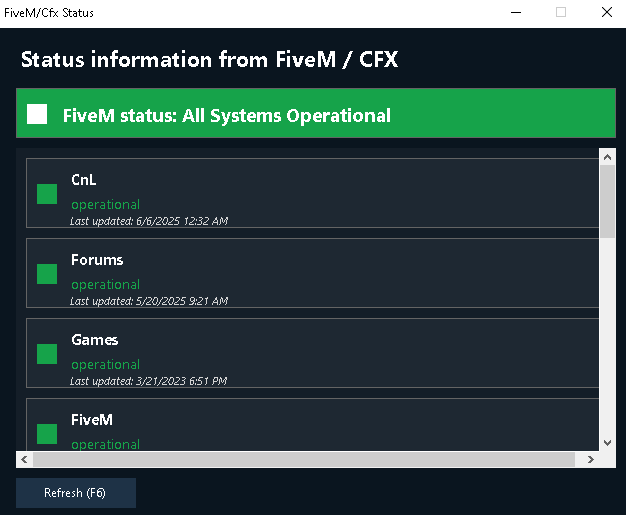 FiveM/Cfx Status
Status information from FiveM / CFX
FiveM status: All Systems Operational
CnL
operational
Last updated: 6/6/2025 12:32 AM
Forums
operational
Last updated: 5/20/2025 9:21 AM
Games
operational
Last updated: 3/21/2023 6:51 PM
FiveM
operational
Refresh (F6)